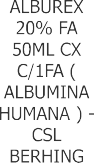 ALBUREX
20% FA
50ML CX
C/1FA (
ALBUMINA
HUMANA ) -
CSL
BERHING